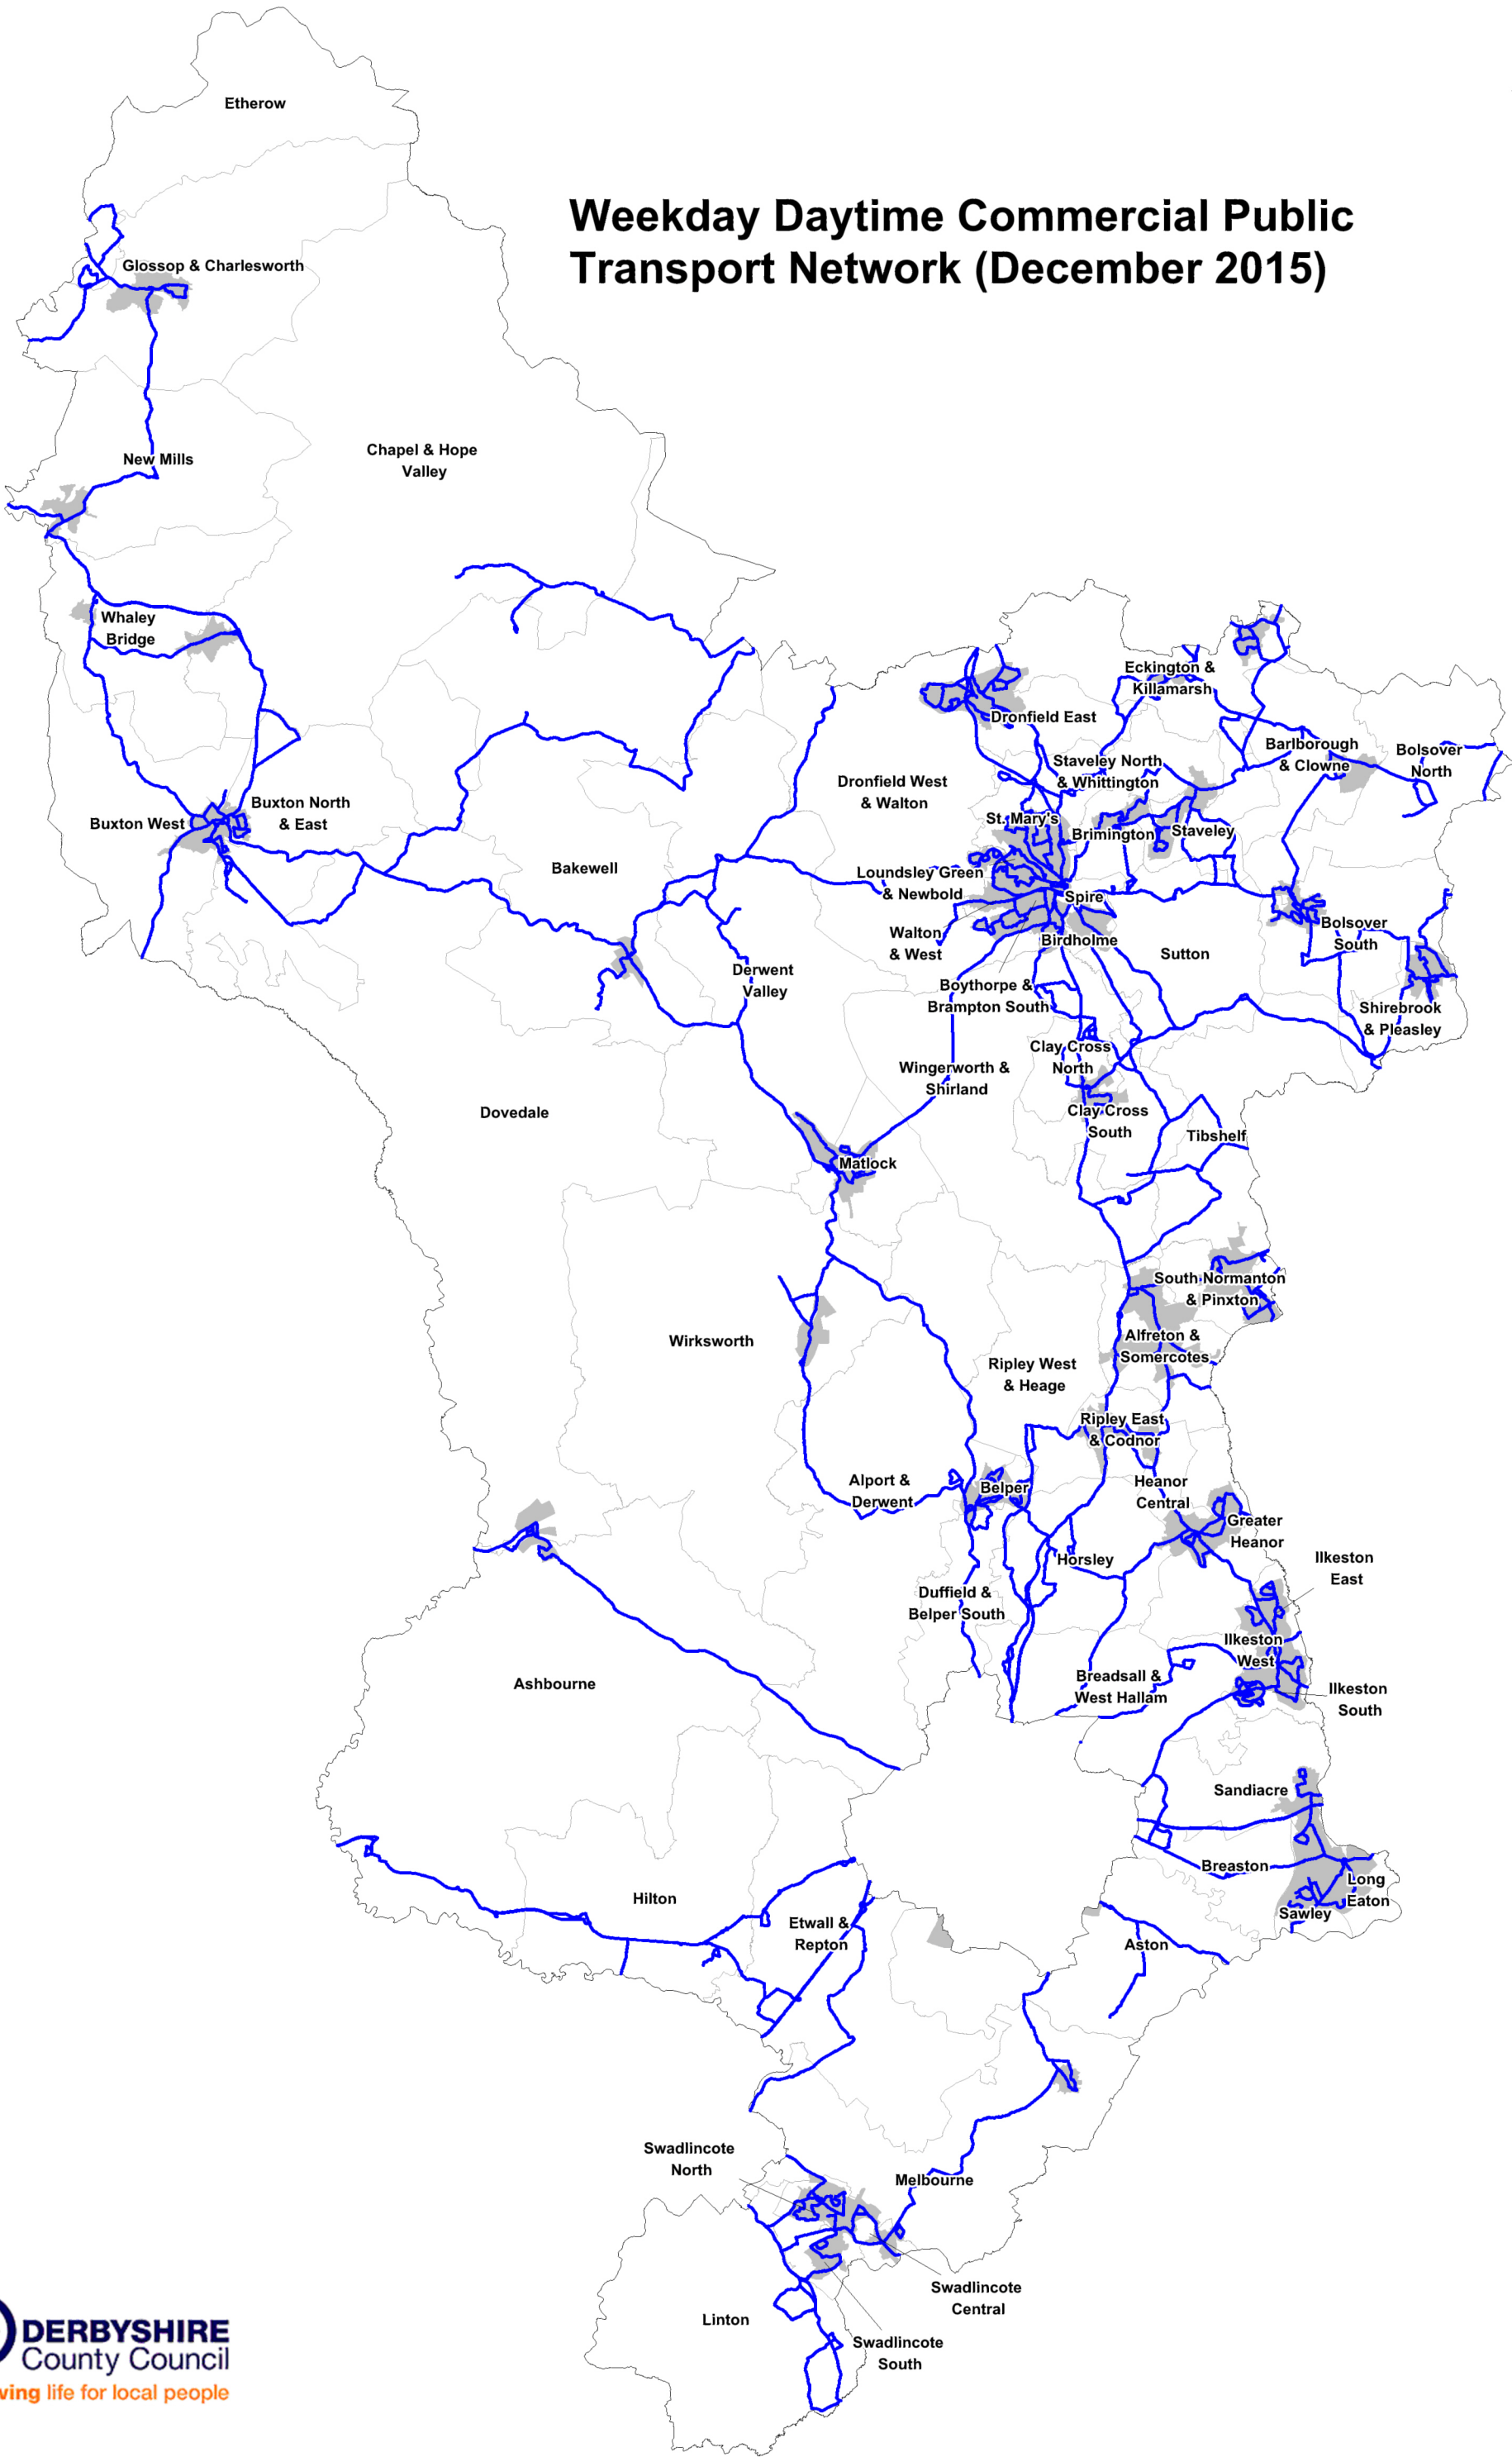 Etherow
Weekday Daytime Commercial Public
Transport Network (December 2015)
Glossop & Charlesworth
New Mills
Chapel & Hope
Valley
Whaley
Bridge
Eckington &
Killamarsh
Dronfield East
Barlborough
& Clowne
Bolsover
North
Staveley North
& Whittington
Dronfield West
& Walton
Buxton North
& East
Buxton West
St. Mary's
Brimington
Staveley
Bakewell
Loundsley Green
& Newbold
Spire
Walton
& West
Birdholme
Bolsover
South
Sutton
Derwent
Valley
Boythorpe &
Brampton South
Shirebrook
& Pleasley
Clay Cross
North
Wingerworth &
Shirland
Dovedale
Clay Cross
South
Tibshelf
Matlock
South Normanton
& Pinxton
Wirksworth
Alfreton &
Somercotes
Ripley West
& Heage
Ripley East
& Codnor
Alport &
Derwent
Belper
Heanor
Central
Greater
Heanor
Horsley
Ilkeston
East
Duffield &
Belper South
Ilkeston
West
Ashbourne
Breadsall &
West Hallam
Ilkeston
South
Sandiacre
Breaston
Long
Eaton
Sawley
Hilton
Etwall &
Repton
Aston
Swadlincote
North
Melbourne
Swadlincote
Central
Linton
Swadlincote
South
DERBYSHIRE
County Council
ving life for local people